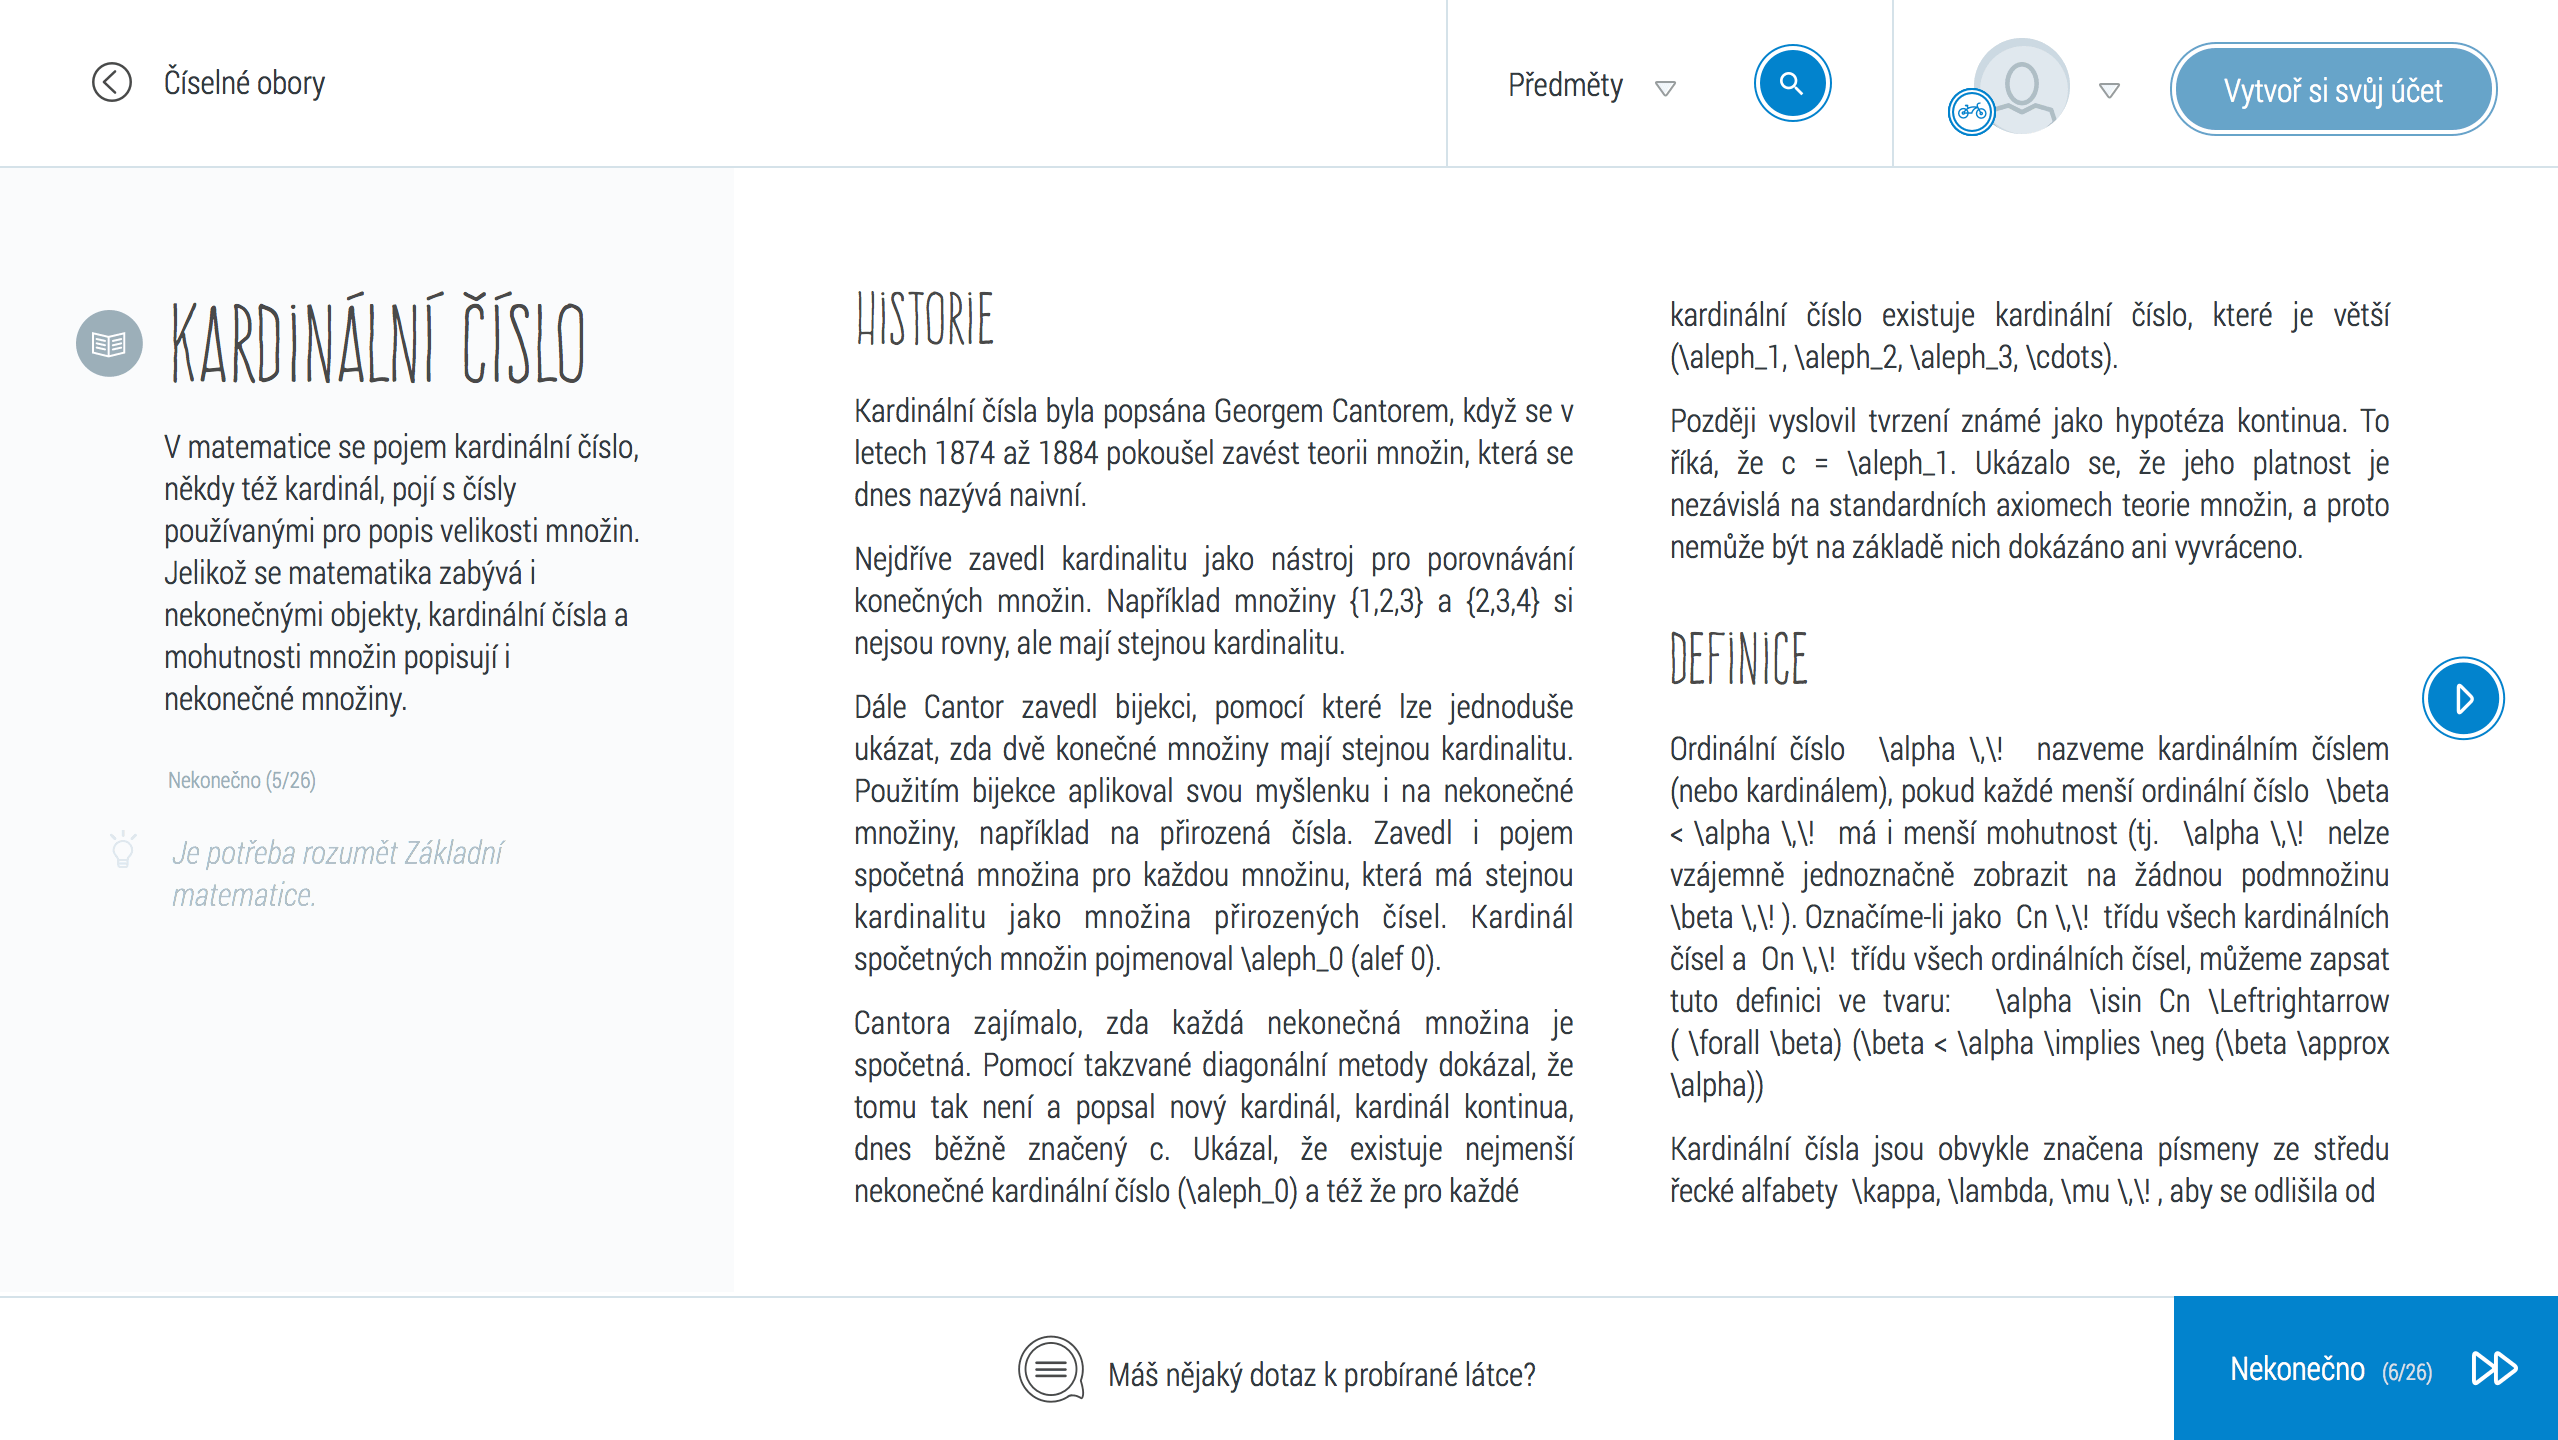 Číselné obory
Předměty
Vytvoř si svůj účet
KARDINÁLNÍ ČÍSLO
V matematice se pojem kardinální číslo,
někdy též kardinál, pojí s čísly
používanými pro popis velikosti množin.
Jelikož se matematika zabývá i
nekonečnými objekty, kardinální čísla a
mohutnosti množin popisují i
nekonečné množiny.
Nekonečno (5/26)
Je potřeba rozumět Základní
matematice.
HISTORIE
Kardinální čísla byla popsána Georgem Cantorem, když se v
letech 1874 až 1884 pokoušel zavést teorii množin, která se
dnes nazývá naivní.
Nejdříve zavedl kardinalitu jako nástroj pro porovnávání
konečných množin. Například množiny {1,2,3} a {2,3,4} si
nejsou rovny, ale mají stejnou kardinalitu.
Dále Cantor zavedl bijekci, pomocí které lze jednoduše
ukázat, zda dvě konečné množiny mají stejnou kardinalitu.
Použitím bijekce aplikoval svou myšlenku i na nekonečné
množiny, například na přirozená čísla. Zavedl i pojem
spočetná množina pro každou množinu, která má stejnou
kardinalitu jako množina přirozených čísel. Kardinál
spočetných množin pojmenoval \aleph_0 (alef 0).
Cantora zajímalo, zda každá nekonečná množina je
spočetná. Pomocí takzvané diagonální metody dokázal, že
tomu tak není a popsal nový kardinál, kardinál kontinua,
dnes běžně značený c. Ukázal, že existuje nejmenší
nekonečné kardinální číslo (\aleph_0) a též že pro každé
kardinální číslo existuje kardinální číslo, které je větší
(\aleph_1, \aleph_2, \aleph_3, \cdots).
Později vyslovil tvrzení známé jako hypotéza kontinua. To
říká, že c = \aleph_1. Ukázalo se, že jeho platnost je
nezávislá na standardních axiomech teorie množin, a proto
nemůže být na základě nich dokázáno ani vyvráceno.
DEFINICE
Ordinální číslo \alpha \,\! nazveme kardinálním číslem
(nebo kardinálem), pokud každé menší ordinální číslo \beta
< \alpha \,\! má i menší mohutnost (tj. \alpha \,\! nelze
vzájemně jednoznačně zobrazit na žádnou podmnožinu
\beta \,\! ). Označíme-li jako Cn \,\! třídu všech kardinálních
čísel a On \,\! třídu všech ordinálních čísel, můžeme zapsat
tuto definici ve tvaru: \alpha \isin Cn \Leftrightarrow
( \forall \beta) (\beta < \alpha \implies \neg (\beta \approx
\alpha))
Kardinální čísla jsou obvykle značena písmeny ze středu
řecké alfabety \kappa, \lambda, \mu \,\! , aby se odlišila od
Máš nějaký dotaz k probírané látce?
Nekonečno (6/26)